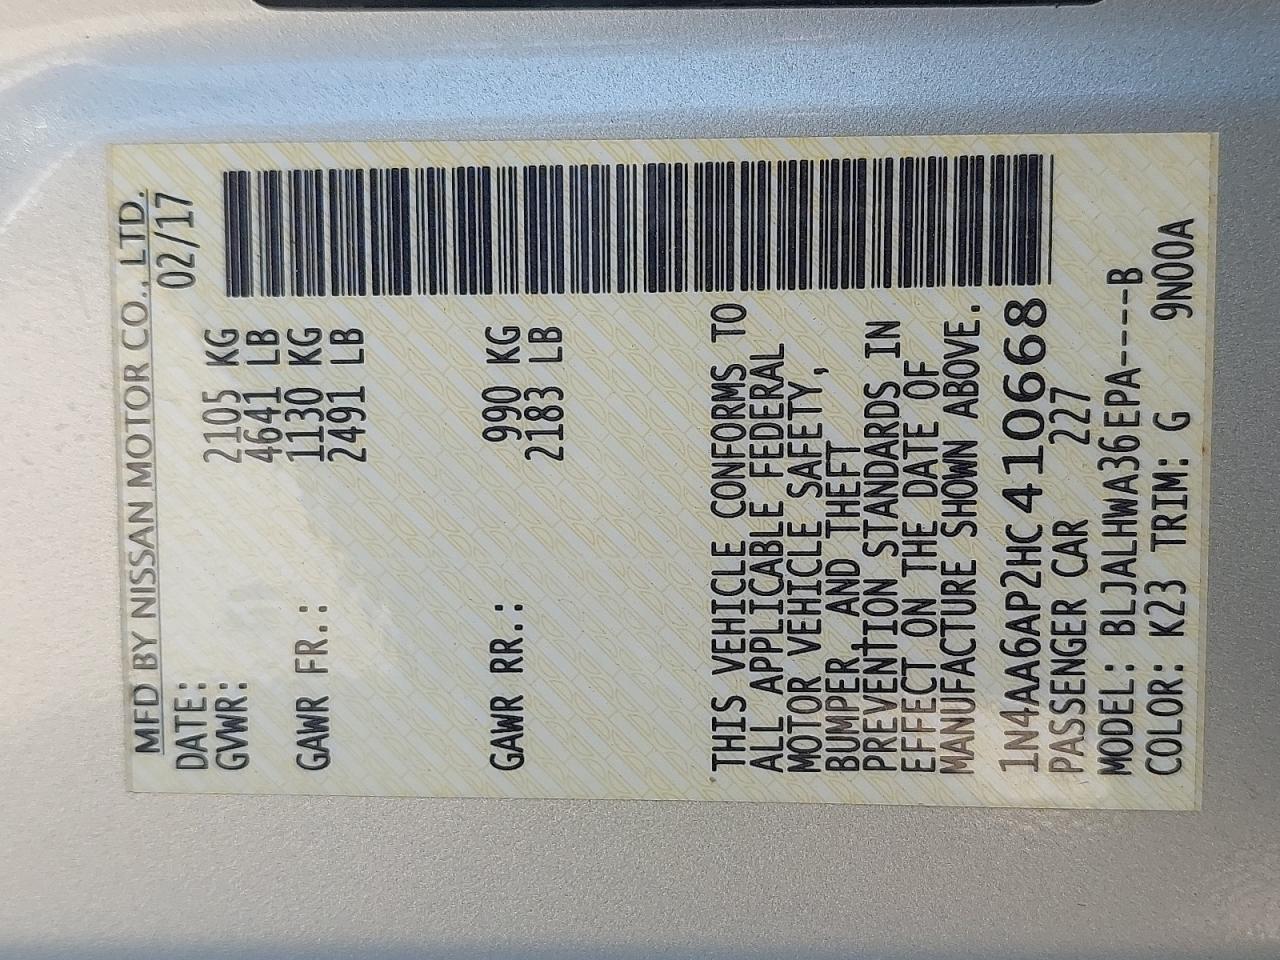 MFD BY NISSAN MOTOR CO., LTD.
DATE: 02/17
GVWR: 2105 KG
4641 LB
GAWR FR.: 1130 KG
2491 LB
GAWR RR.: 990 KG
2183 LB
THIS VEHICLE CONFORMS TO
ALL APPLICABLE FEDERAL
MOTOR VEHICLE SAFETY,
BUMPER, AND THEFT
PREVENTION STANDARDS IN
EFFECT ON THE DATE OF
MANUFACTURE SHOWN ABOVE.
1N4AA6AP2HC410668
PASSENGER CAR 227
MODEL: BLJALHWA36EPA-----B
COLOR: K23 TRIM: G 9N00A